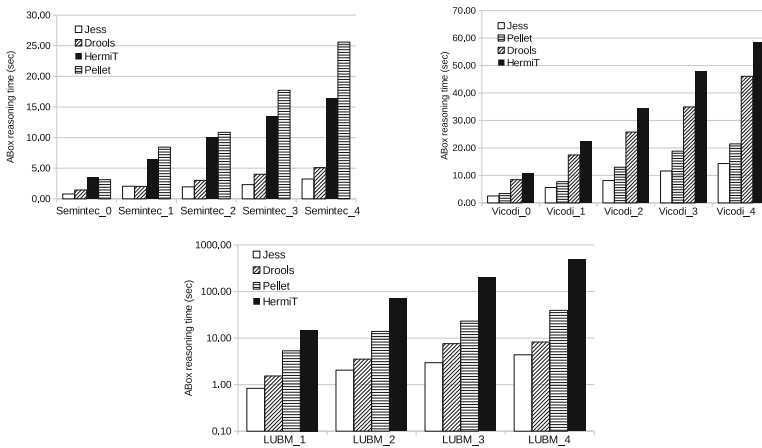 30.00
25.00
20.00
15.00
10.00
5.00
0,00
ABox reasoning time (sec)
Jess
Drools
HermiT
Pellet
Semintec_0 Semintec_1 Semintec_2 Semintec_3 Semintec_4
70.00
60.00
50.00
40.00
30.00
20.00
10.00
0.00
ABox reasoning time (sec)
Jess
Pellet
Drools
HermiT
Vicodi_0 Vicodi_1 Vicodi_2 Vicodi_3 Vicodi_4
1000,00
100.00
10.00
1.00
0.10
ABox reasoning time (sec)
Jess
Drools
Pellet
HermiT
LUBM_1 LUBM_2 LUBM_3 LUBM_4